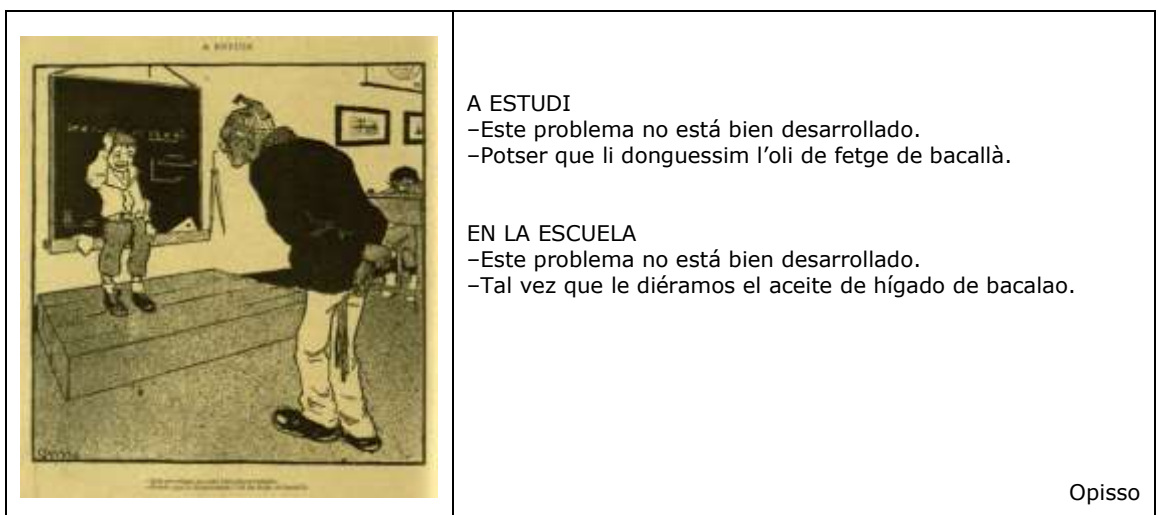 A ESTUDI
A ESTUDI
–Este problema no está bien desarrollado.
–Potser que li donguessim l’oli de fetge de bacallà.
EN LA ESCUELA
–Este problema no está bien desarrollado.
–Tal vez que le diéramos el aceite de hígado de bacalao.
Opisso